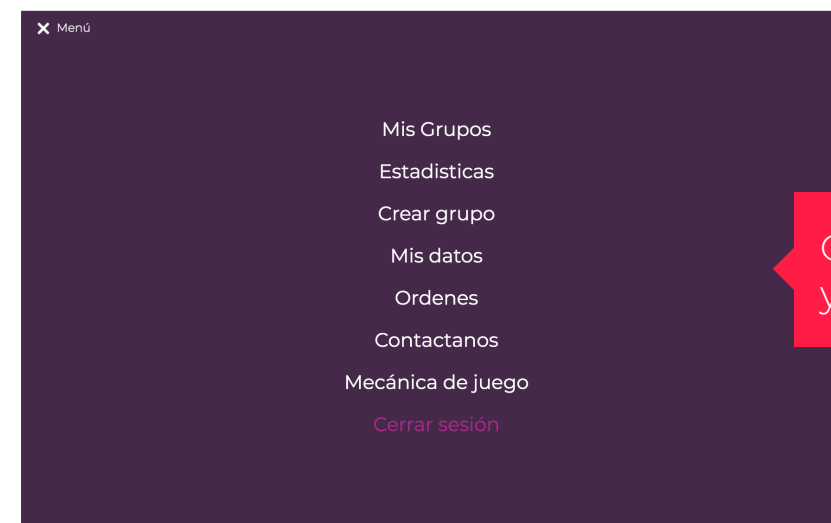 Menú
Mis Grupos
Estadisticas
Crear grupo
Mis datos
Ordenes
Contactanos
Mecánica de juego
Cerrar sesión
y